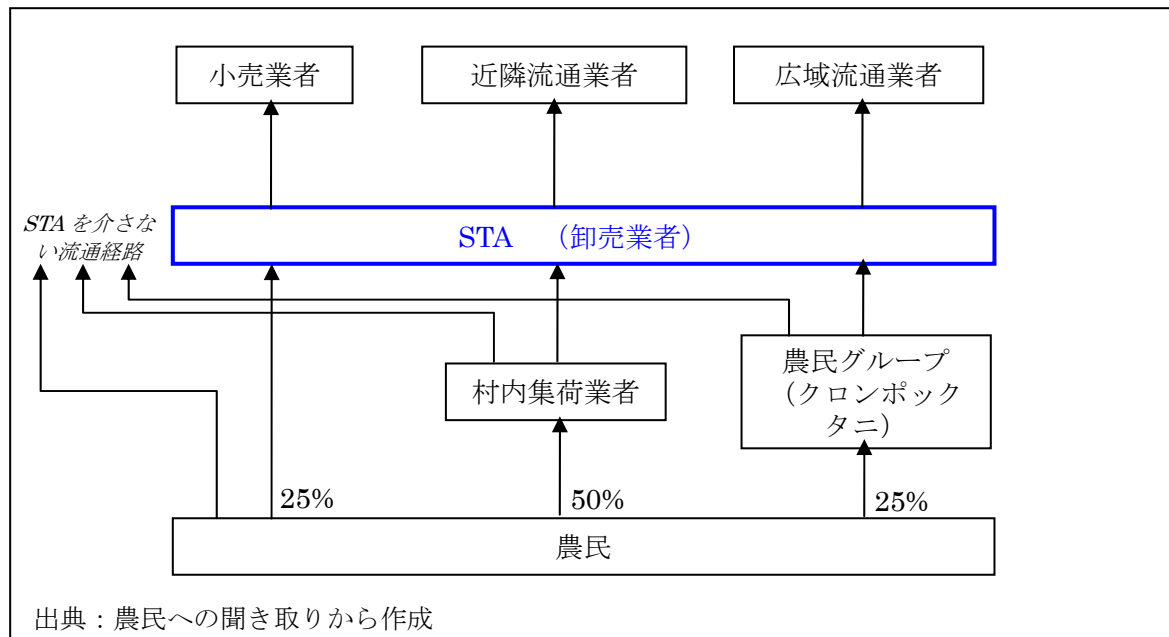 小売業者
近隣流通業者
広域流通業者
STA を介さな
い流通経路
STA （卸売業者）
農民グループ
（クロンポック
タニ）
村内集荷業者
25%
50%
25%
農民
出典：農民への聞き取りから作成